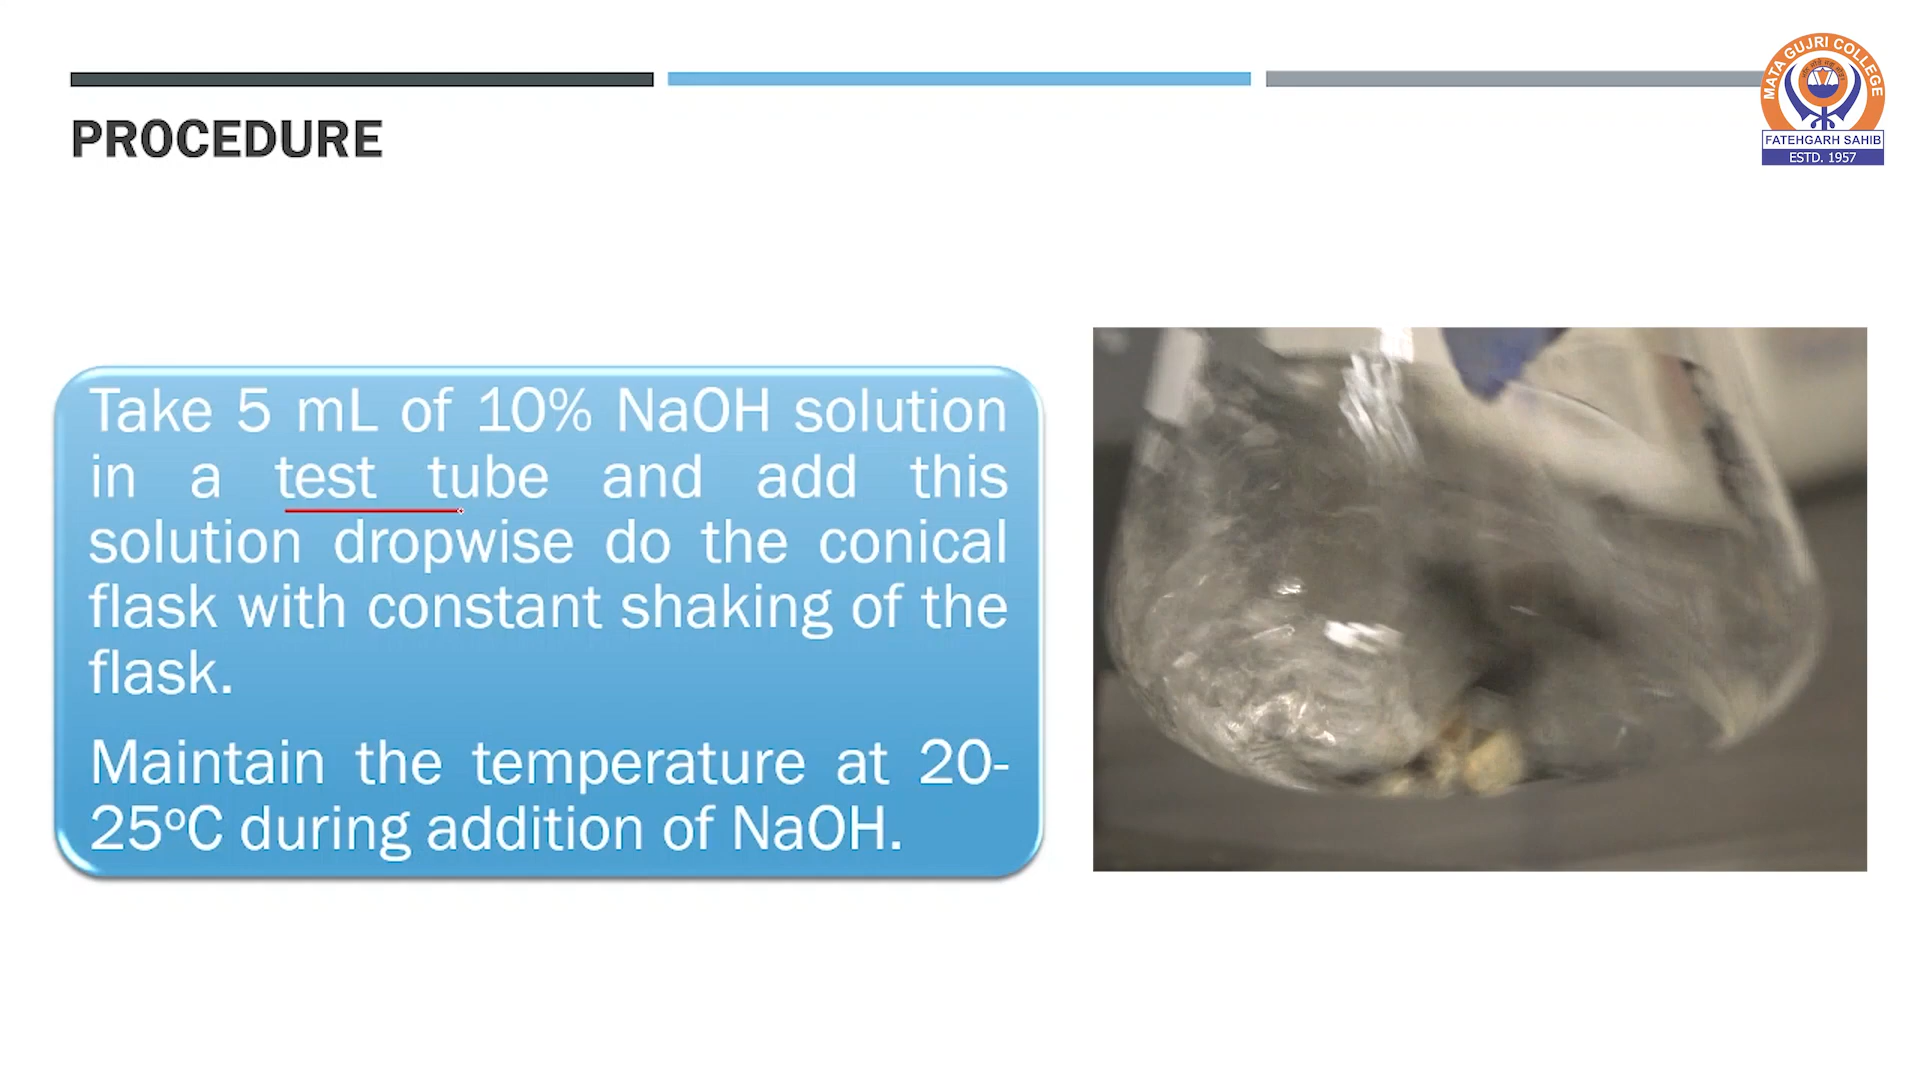 MATA GUJRI COLLEGE
FATEHGARH SAHIB
ESTD. 1957
PROCEDURE
Take 5 mL of 10% NaOH solution
in a test tube and add this
solution dropwise do the conical
flask with constant shaking of the
flask.
Maintain the temperature at 20-
25ºC during addition of NaOH.